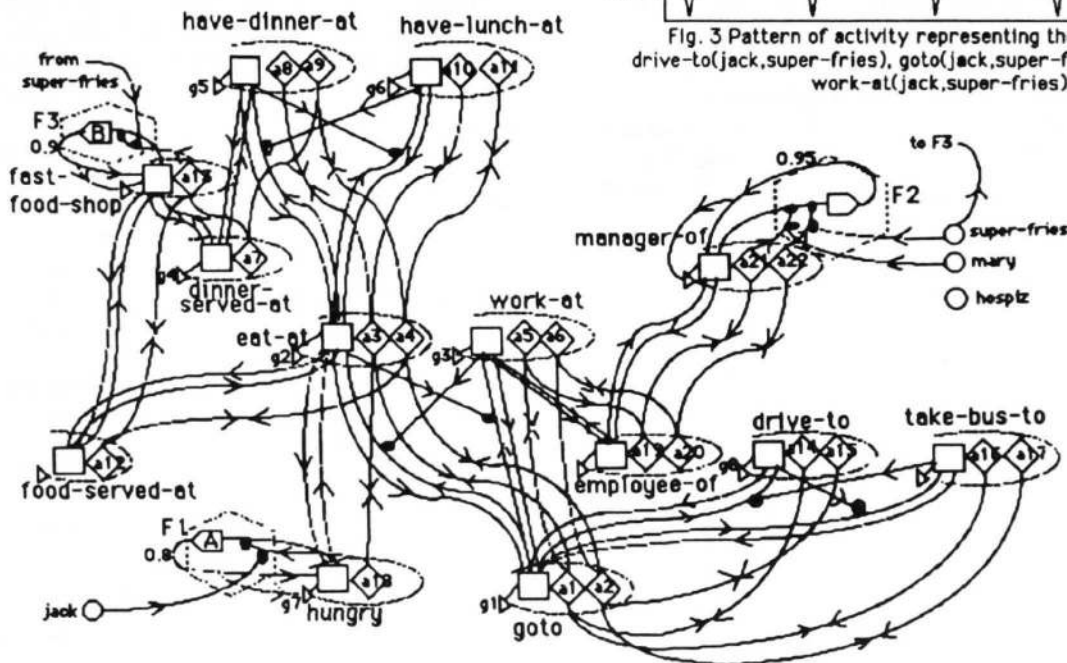 have-dinner-at
have-lunch-at
Fig. 3 Pattern of activity representing th
drive-to(jack,super-fries), goto(jack,super-f
work-at(jack,super-fries)
from
super-fries
g5
a8
a9
g6
a10
a11
F3
B
0.9
fast-
food-shop
a13
g4
a7
dinner-
served-at
to F3
0.95
F2
manager-of
a21
a22
super-fries
mary
hospiz
eat-at
g2
a3
a4
work-at
g3
a5
a6
food-served-at
a12
employee-of
a19
a20
drive-to
g8
a14
a15
take-bus-to
a16
a17
F1
A
0.8
jack
g7
a18
hungry
g1
a1
a2
goto